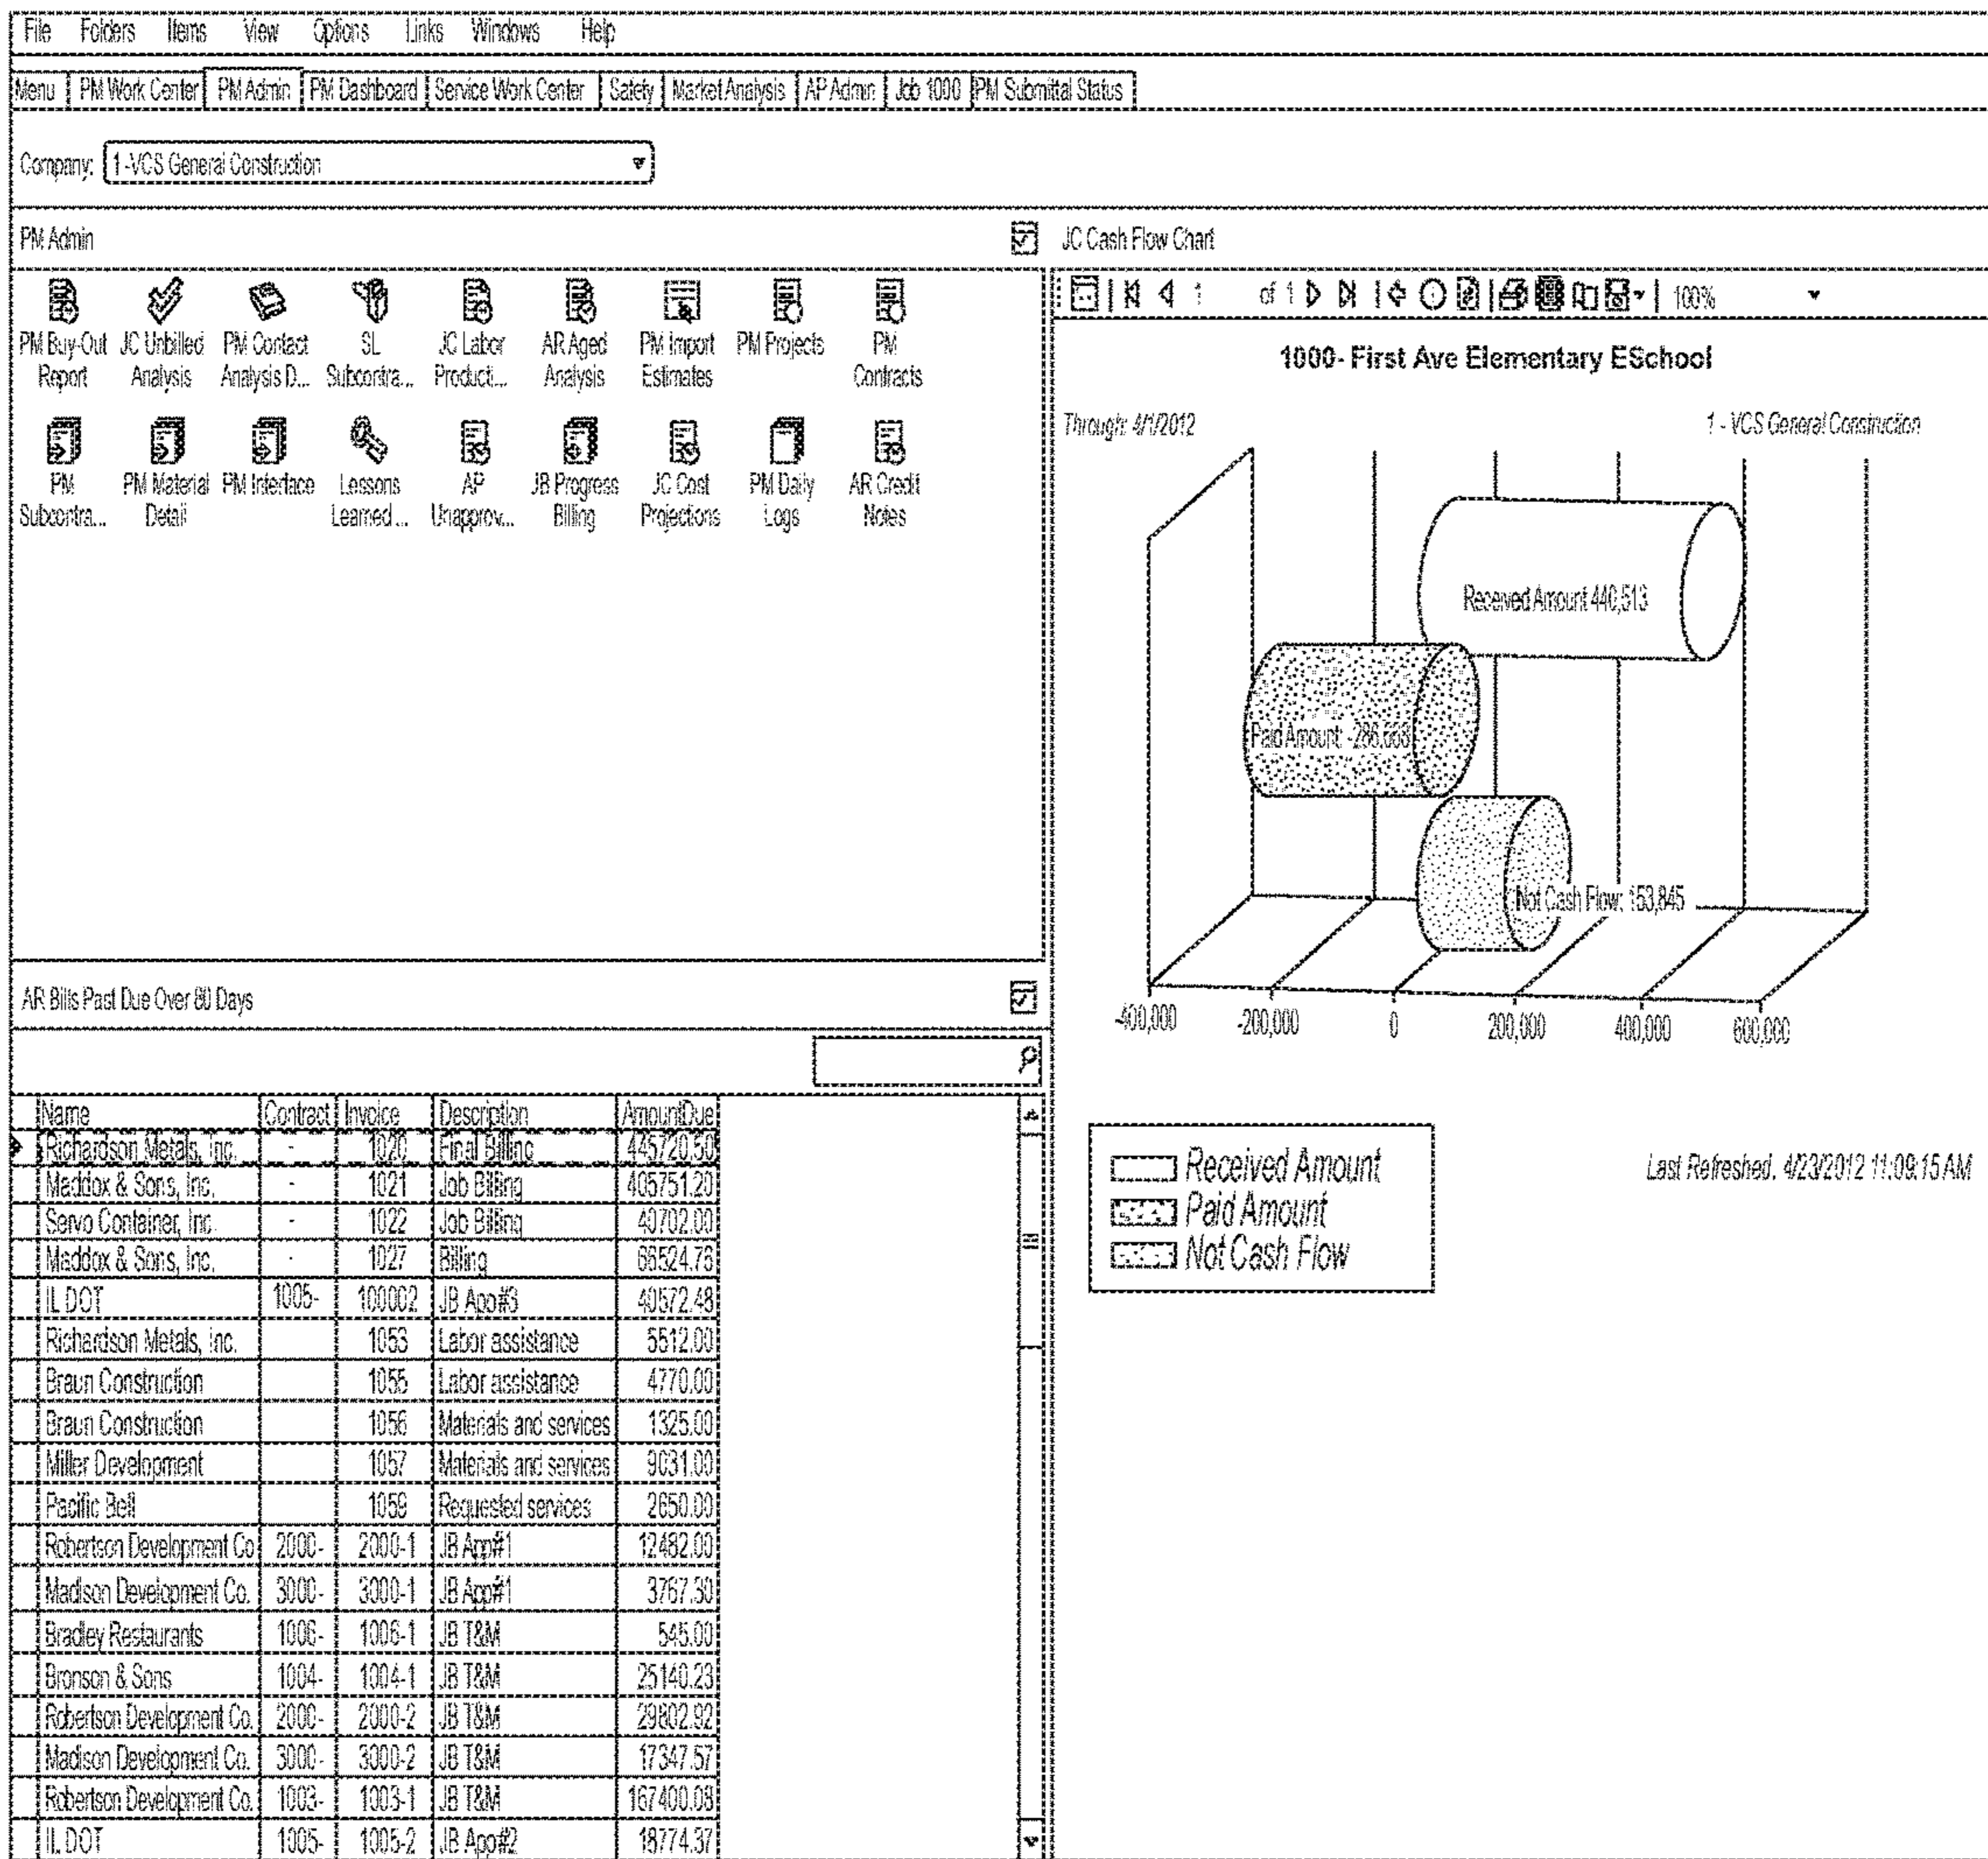 File Folders Items View Options Links Windows Help
Menu PM Work Center PM Admin PM Dashboard Service Work Center Safety Market Analysis AP Admin Job 1000 PM Submittal Status
Company: 1-VCS General Construction
PM Admin
PM Buy-Out Report
JC Unbilled Analysis
PM Contact Analysis D...
SL Subcontra...
JC Labor Producti...
AR Aged Analysis
PM Import Estimates
PM Projects
PM Contracts
PM Subcontra...
PM Material Detail
PM Interface
Lessons Learned ...
AP Unapprov...
JB Progress Billing
JC Cost Projections
PM Daily Logs
AR Credit Notes
JC Cash Flow Chart
1 of 1 100%
1000- First Ave Elementary ESchool
Through: 4/1/2012
1 - VCS General Construction
Received Amount 440,513
Paid Amount:
Not Cash Flow: 153,845
-400,000 -200,000 0 200,000 400,000 600,000
Received Amount
Paid Amount
Not Cash Flow
Last Refreshed. 4/23/2012 11:09:15 AM
AR Bills Past Due Over 80 Days
Name Contract Invoice Description AmountDue
Richardson Metals, Inc. - 1020 Final Billing 445720.50
Maddox & Sons, Inc. - 1021 Job Billing 405751.20
Servo Container, Inc. - 1022 Job Billing 40702.00
Maddox & Sons, Inc. - 1027 Billing 66524.76
IL DOT 1005- 100002 JB App#3 40572.48
Richardson Metals, Inc. 1053 Labor assistance 5512.00
Braun Construction 1055 Labor assistance 4770.00
Braun Construction 1056 Materials and services 1325.00
Miller Development 1057 Materials and services 9031.00
Pacific Bell 1059 Requested services 2650.00
Robertson Development Co 2000- 2000-1 JB App#1 12482.00
Madison Development Co. 3000- 3000-1 JB App#1 3767.30
Bradley Restaurants 1006- 1006-1 JB T&M 545.00
Bronson & Sons 1004- 1004-1 JB T&M 25140.23
Robertson Development Co. 2000- 2000-2 JB T&M 29602.92
Madison Development Co. 3000- 3000-2 JB T&M 17347.57
Robertson Development Co. 1003- 1003-1 JB T&M 167400.08
IL DOT 1005- 1005-2 JB App#2 18774.37